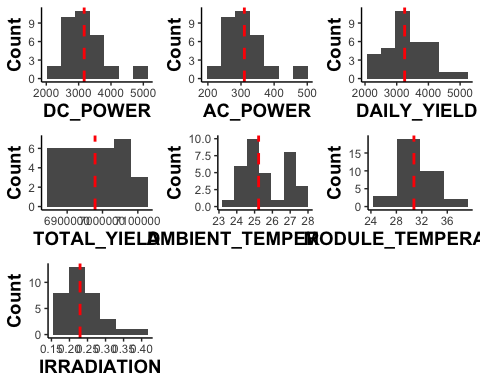 Count
9
6
3
0
2000 3000 4000 5000
DC_POWER
Count
9
6
3
0
200 300 400 500
AC_POWER
Count
9
6
3
0
2000 3000 4000 5000
DAILY_YIELD
Count
6
4
2
0
6900000 7000000 7100000
TOTAL_YIELD
Count
10.0
7.5
5.0
2.5
0.0
23 24 25 26 27 28
AMBIENT_TEMPER
Count
15
10
5
0
24 28 32 36
MODULE_TEMPERA
Count
10
5
0
0.15 0.20 0.25 0.30 0.35 0.40
IRRADIATION